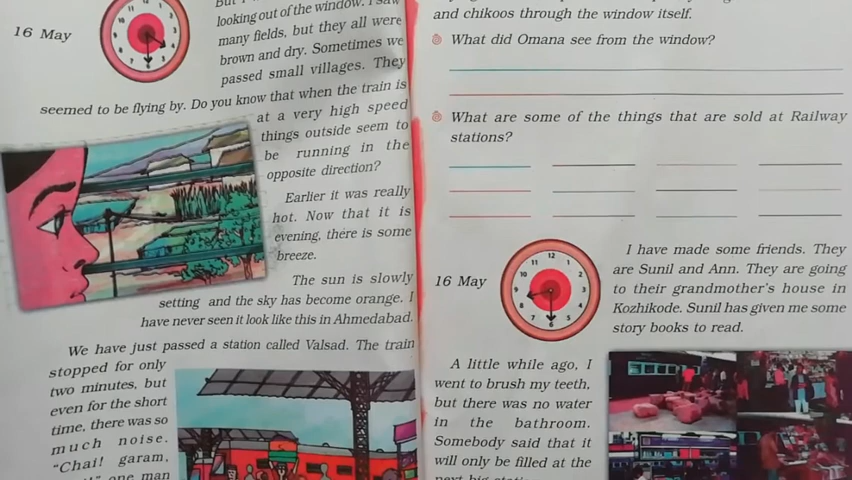 16 May
looking out of the window. I saw
many fields, but they all were
brown and dry. Sometimes we
passed small villages. They
seemed to be flying by. Do you know that when the train is
at a very high speed
things outside seem to
be running in the
opposite direction?
Earlier it was really
hot. Now that it is
evening, there is some
breeze.
The sun is slowly
setting and the sky has become orange. I
have never seen it look like this in Ahmedabad.
We have just passed a station called Valsad. The train
stopped for only
two minutes, but
even for the short
time, there was so
much noise.
"Chai! garam,
one man
and chikoos through the window itself.
What did Omana see from the window?
What are some of the things that are sold at Railway
stations?
16 May
I have made some friends. They
are Sunil and Ann. They are going
to their grandmother's house in
Kozhikode. Sunil has given me some
story books to read.
A little while ago, I
went to brush my teeth,
but there was no water
in the bathroom.
Somebody said that it
will only be filled at the
next big